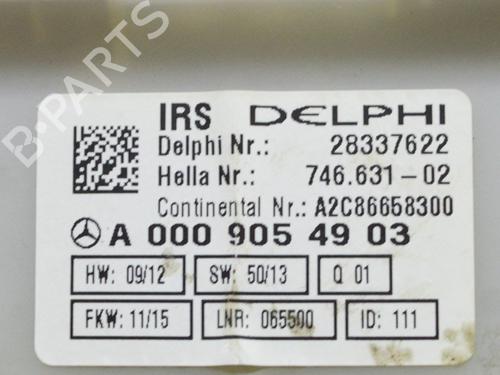 IRS DELPHI
Delphi Nr.: 28337622
Hella Nr.: 746.631-02
Continental Nr.: A2C86658300
A 000 905 49 03
HW: 09/12 SW: 50/13 Q 01
FKW: 11/15 LNR: 065500 ID: 111
B-PARTS